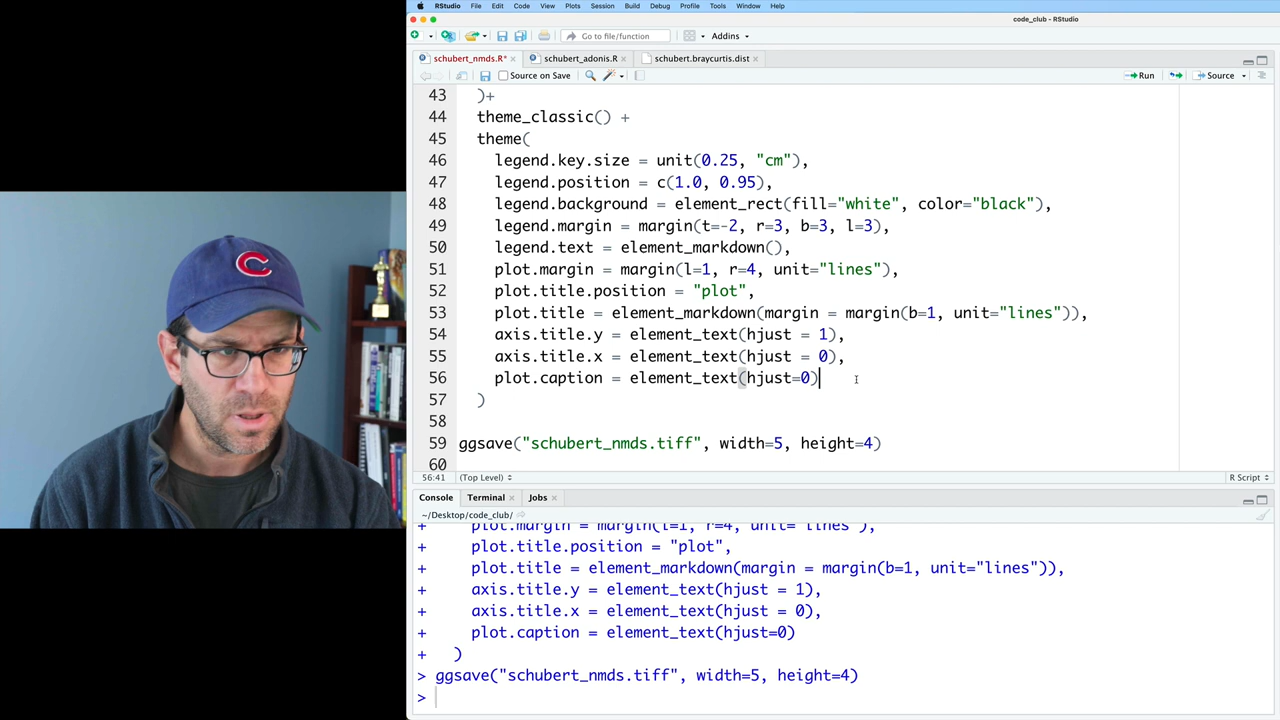 RStudio File Edit Code View Plots Session Build Debug Profile Tools Window Help
code_club - RStudio
Go to file/function Addins
schubert_nmds.R* schubert_adonis.R schubert.braycurtis.dist
Source on Save Run Source
43 )+
44 theme_classic() +
45 theme(
46 legend.key.size = unit(0.25, "cm"),
47 legend.position = c(1.0, 0.95),
48 legend.background = element_rect(fill="white", color="black"),
49 legend.margin = margin(t=-2, r=3, b=3, l=3),
50 legend.text = element_markdown(),
51 plot.margin = margin(l=1, r=4, unit="lines"),
52 plot.title.position = "plot",
53 plot.title = element_markdown(margin = margin(b=1, unit="lines")),
54 axis.title.y = element_text(hjust = 1),
55 axis.title.x = element_text(hjust = 0),
56 plot.caption = element_text(hjust=0)
57 )
58
59 ggsave("schubert_nmds.tiff", width=5, height=4)
60
56:41 (Top Level) R Script
Console Terminal Jobs
~/Desktop/code_club/
+ plot.margin = margin(l=1, r=4, unit="lines"),
+ plot.title.position = "plot",
+ plot.title = element_markdown(margin = margin(b=1, unit="lines")),
+ axis.title.y = element_text(hjust = 1),
+ axis.title.x = element_text(hjust = 0),
+ plot.caption = element_text(hjust=0)
+ )
> ggsave("schubert_nmds.tiff", width=5, height=4)
>
C